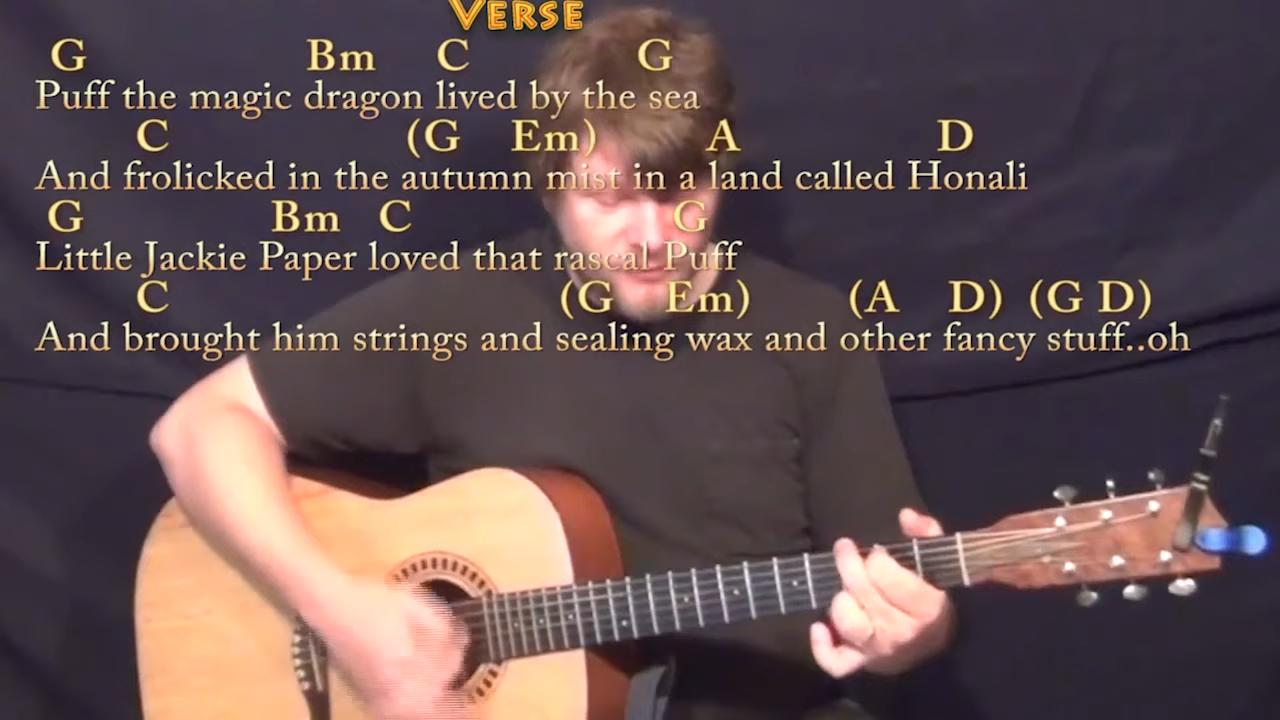 VERSE
G Bm C G
Puff the magic dragon lived by the sea
C (G Em) A D
And frolicked in the autumn mist in a land called Honali
G Bm C G
Little Jackie Paper loved that rascal Puff
C (G Em) (A D) (G D)
And brought him strings and sealing wax and other fancy stuff..oh